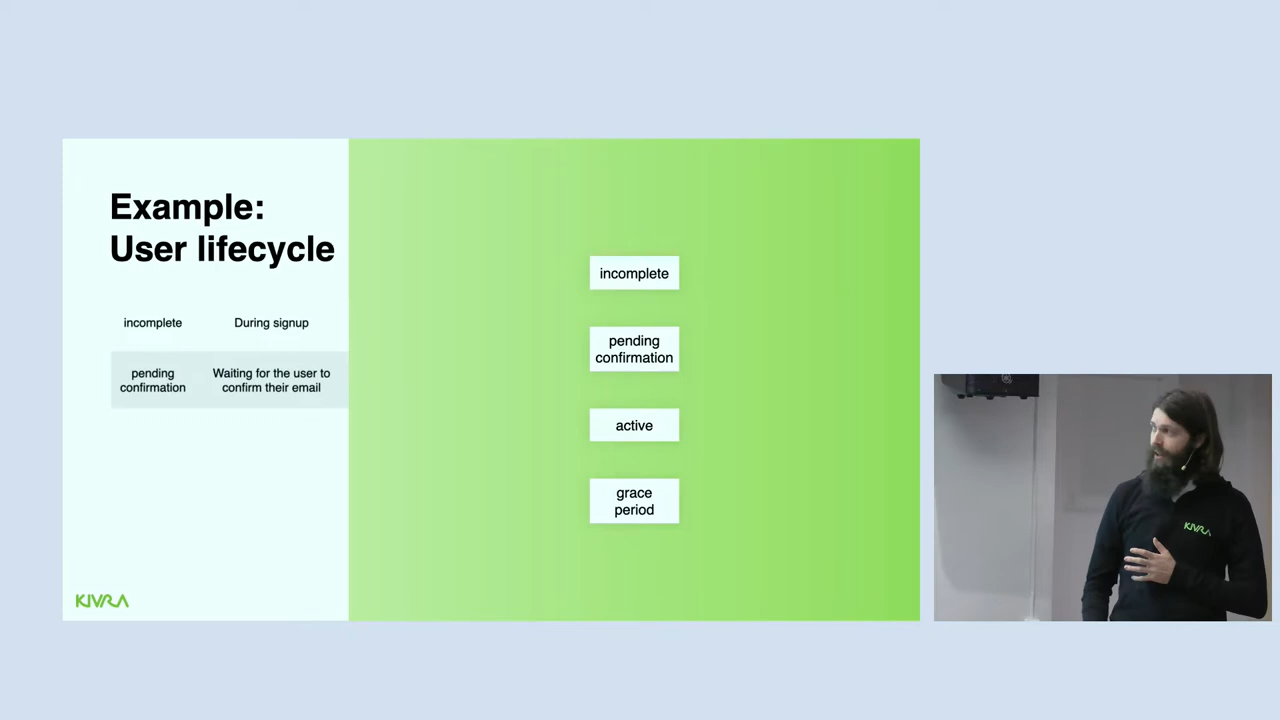 Example:
User lifecycle
incomplete During signup
pending confirmation Waiting for the user to confirm their email
incomplete
pending
confirmation
active
grace
period
KIVRA
KIVRA